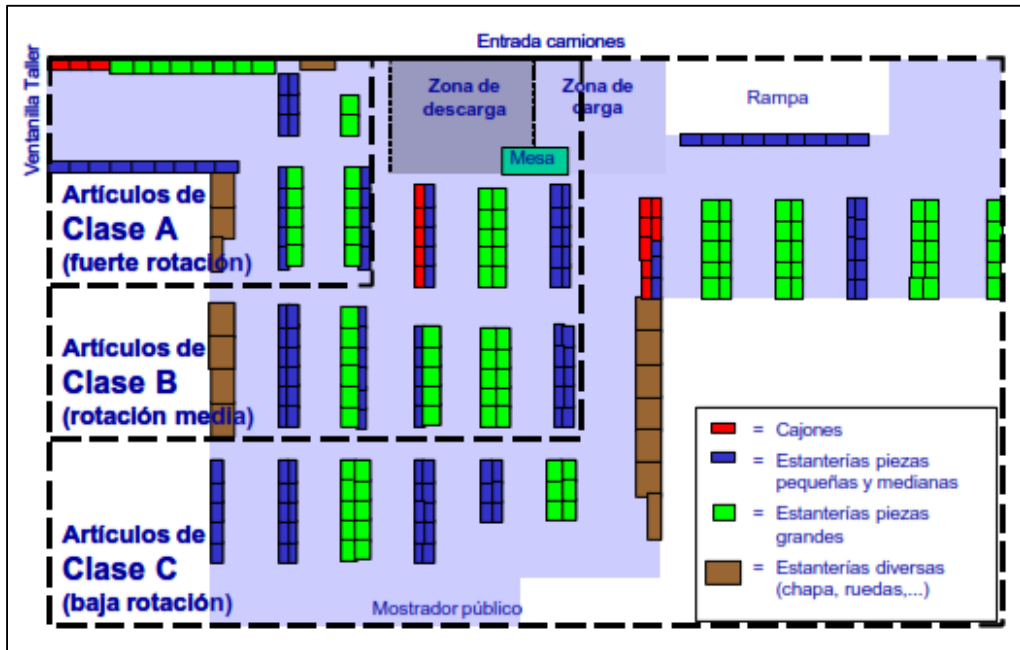 Entrada camiones
Ventanilla Taller
Zona de
descarga
Zona de
carga
Rampa
Mesa
Artículos de
Clase A
(fuerte rotación)
Artículos de
Clase B
(rotación media)
Artículos de
Clase C
(baja rotación)
Mostrador público
= Cajones
= Estanterías piezas
pequeñas y medianas
= Estanterías piezas
grandes
= Estanterías diversas
(chapa, ruedas,...)